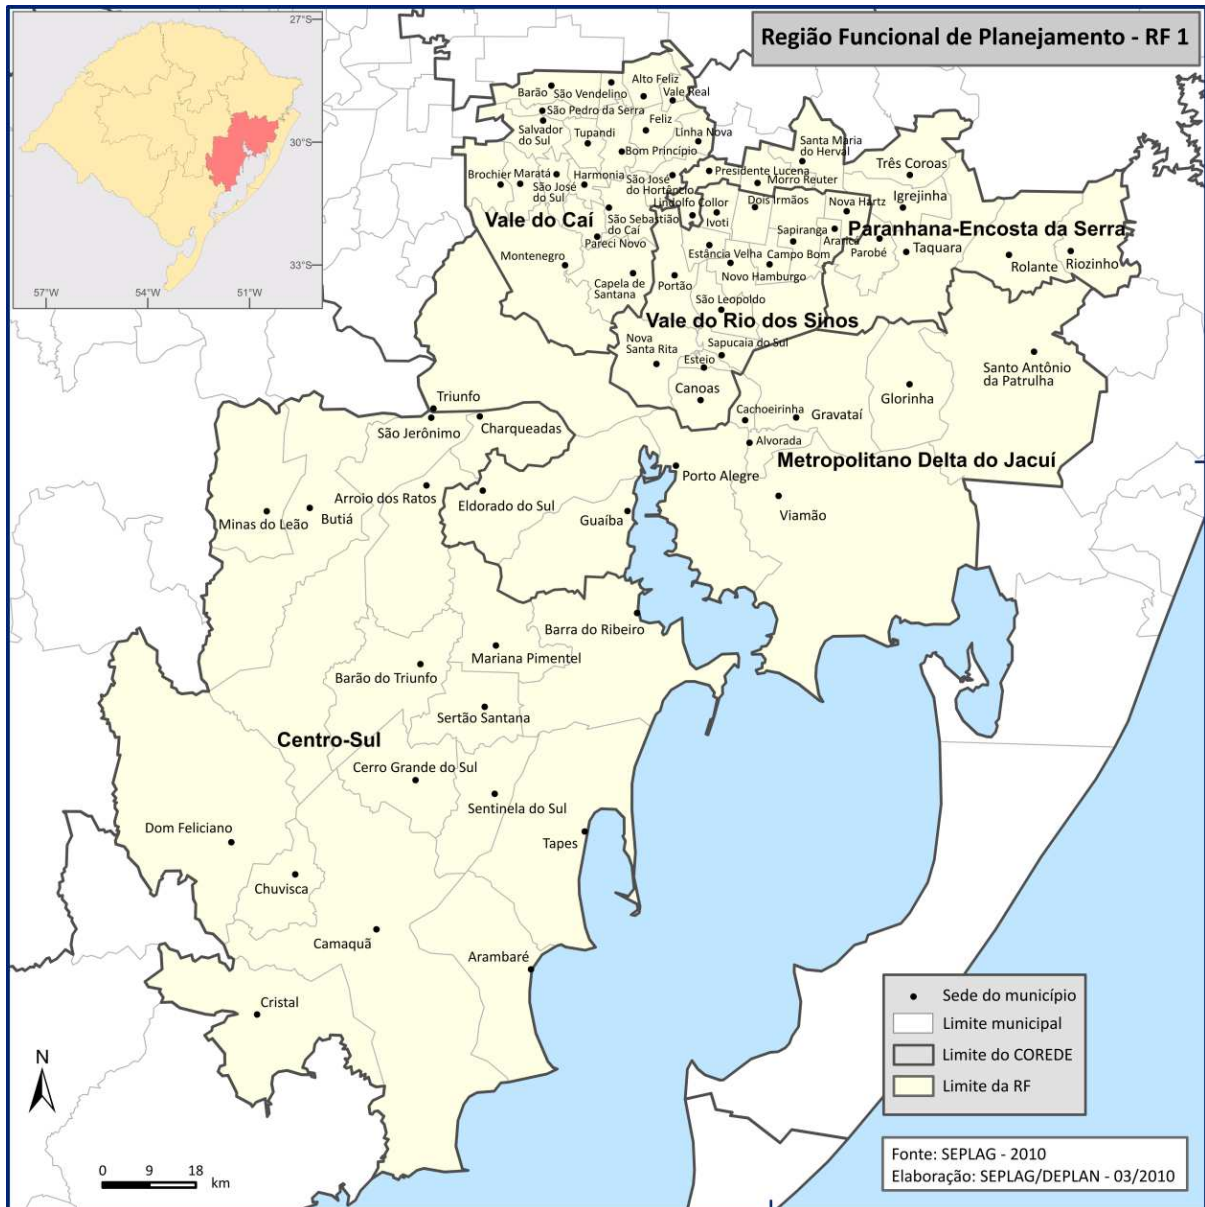 Região Funcional de Planejamento - RF 1
27°S
30°S
33°S
57°W
54°W
51°W
Barão
São Vendelino
Alto Feliz
Vale Real
São Pedro da Serra
Salvador
do Sul
Tupandi
Feliz
Linha Nova
Bom Princípio
Santa Maria
do Herval
Três Coroas
Brochier
Maratá
São José
do Sul
Harmonia
São José
do Hortêncio
Presidente Lucena
Morro Reuter
Igrejinha
Lindolfo Collor
Ivoti
Dois Irmãos
Nova Hartz
Vale do Caí
São Sebastião
do Caí
Pareci Novo
Sapiranga
Araricá
Paranhana-Encosta da Serra
Parobé
Taquara
Rolante
Riozinho
Montenegro
Capela de
Santana
Portão
Estância Velha
Campo Bom
Novo Hamburgo
São Leopoldo
Vale do Rio dos Sinos
Nova
Santa Rita
Sapucaia do Sul
Esteio
Canoas
Santo Antônio
da Patrulha
Glorinha
Triunfo
São Jerônimo
Charqueadas
Cachoeirinha
Gravataí
Alvorada
Metropolitano Delta do Jacuí
Porto Alegre
Viamão
Arroio dos Ratos
Eldorado do Sul
Minas do Leão
Butiá
Guaíba
Barra do Ribeiro
Mariana Pimentel
Barão do Triunfo
Sertão Santana
Centro-Sul
Cerro Grande do Sul
Sentinela do Sul
Dom Feliciano
Tapes
Chuvisca
Camaquã
Arambaré
Cristal
N
0 9 18
km
Sede do município
Limite municipal
Limite do COREDE
Limite da RF
Fonte: SEPLAG - 2010
Elaboração: SEPLAG/DEPLAN - 03/2010